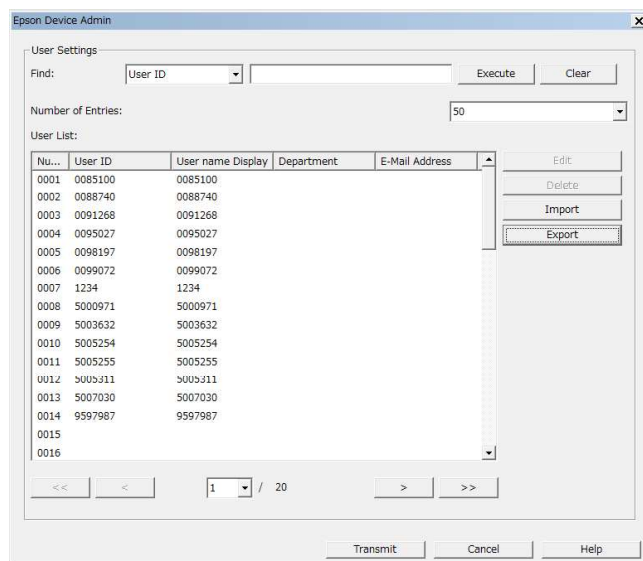 Epson Device Admin
User Settings
Find: User ID Execute Clear
Number of Entries: 50
User List:
Nu... User ID User name Display Department E-Mail Address
Edit
Delete
Import
Export
0001 0085100 0085100
0002 0088740 0088740
0003 0091268 0091268
0004 0095027 0095027
0005 0098197 0098197
0006 0099072 0099072
0007 1234 1234
0008 5000971 5000971
0009 5003632 5003632
0010 5005254 5005254
0011 5005255 5005255
0012 5005311 5005311
0013 5007030 5007030
0014 9597987 9597987
0015
0016
<< < 1 / 20 > >>
Transmit Cancel Help